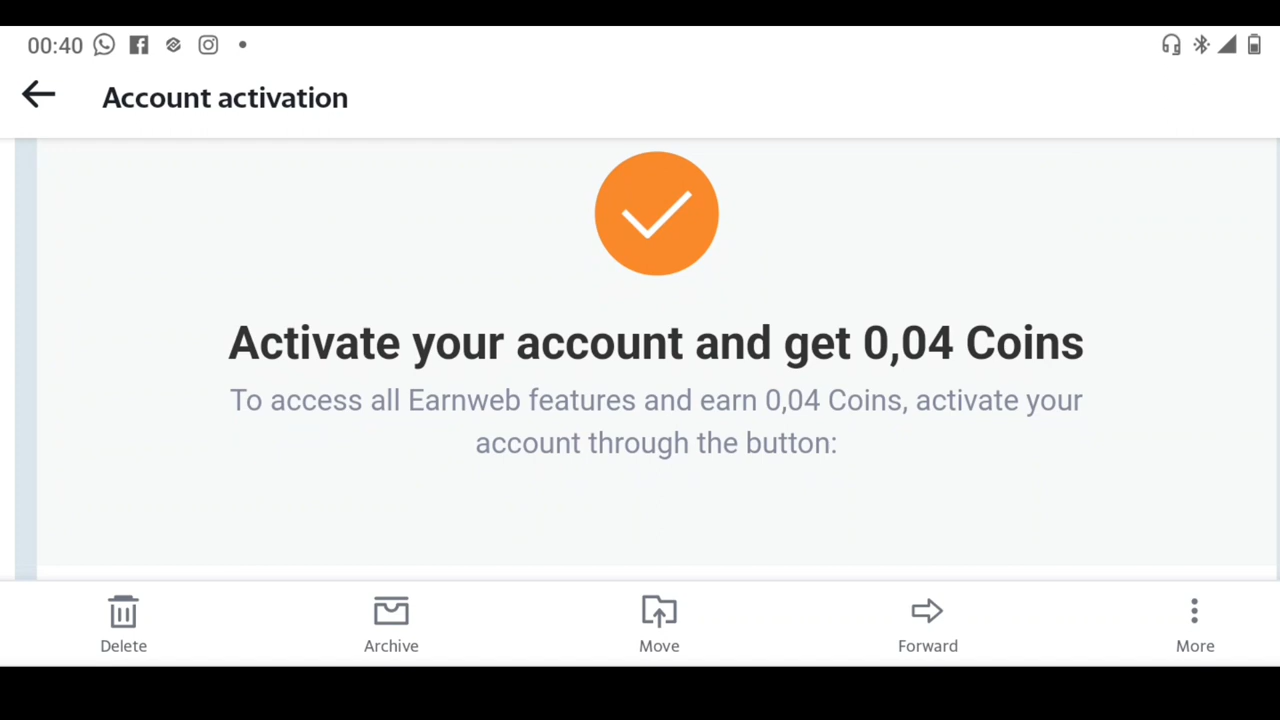 00:40
Account activation
Activate your account and get 0,04 Coins
To access all Earnweb features and earn 0,04 Coins, activate your
account through the button:
Delete Archive Move Forward More